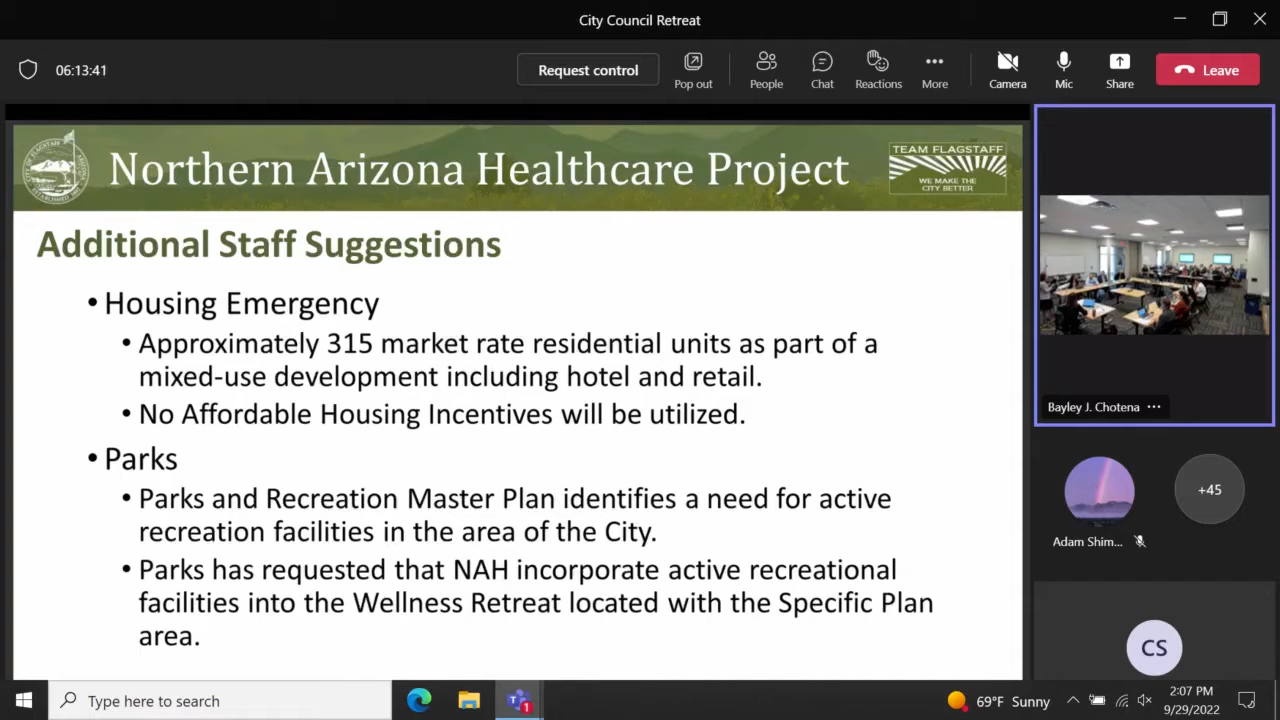 City Council Retreat
06:13:41
Request control
Pop out
People
Chat
Reactions
More
Camera
Mic
Share
Leave
Northern Arizona Healthcare Project
TEAM FLAGSTAFF
WE MAKE THE
CITY BETTER
Additional Staff Suggestions
• Housing Emergency
• Approximately 315 market rate residential units as part of a
mixed-use development including hotel and retail.
• No Affordable Housing Incentives will be utilized.
• Parks
• Parks and Recreation Master Plan identifies a need for active
recreation facilities in the area of the City.
• Parks has requested that NAH incorporate active recreational
facilities into the Wellness Retreat located with the Specific Plan
area.
Bayley J. Chotena
+45
Adam Shim...
CS
Type here to search
1
69°F Sunny
2:07 PM
9/29/2022